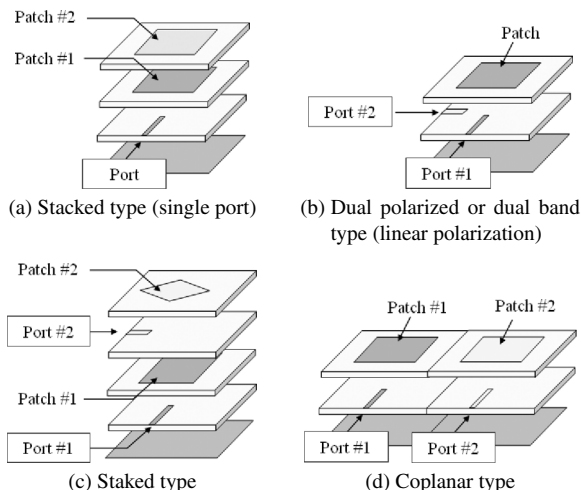 Patch #2
Patch #1
Port
(a) Stacked type (single port)
Patch
Port #2
Port #1
(b) Dual polarized or dual band
type (linear polarization)
Patch #2
Port #2
Patch #1
Port #1
(c) Staked type
Patch #1
Patch #2
Port #1
Port #2
(d) Coplanar type